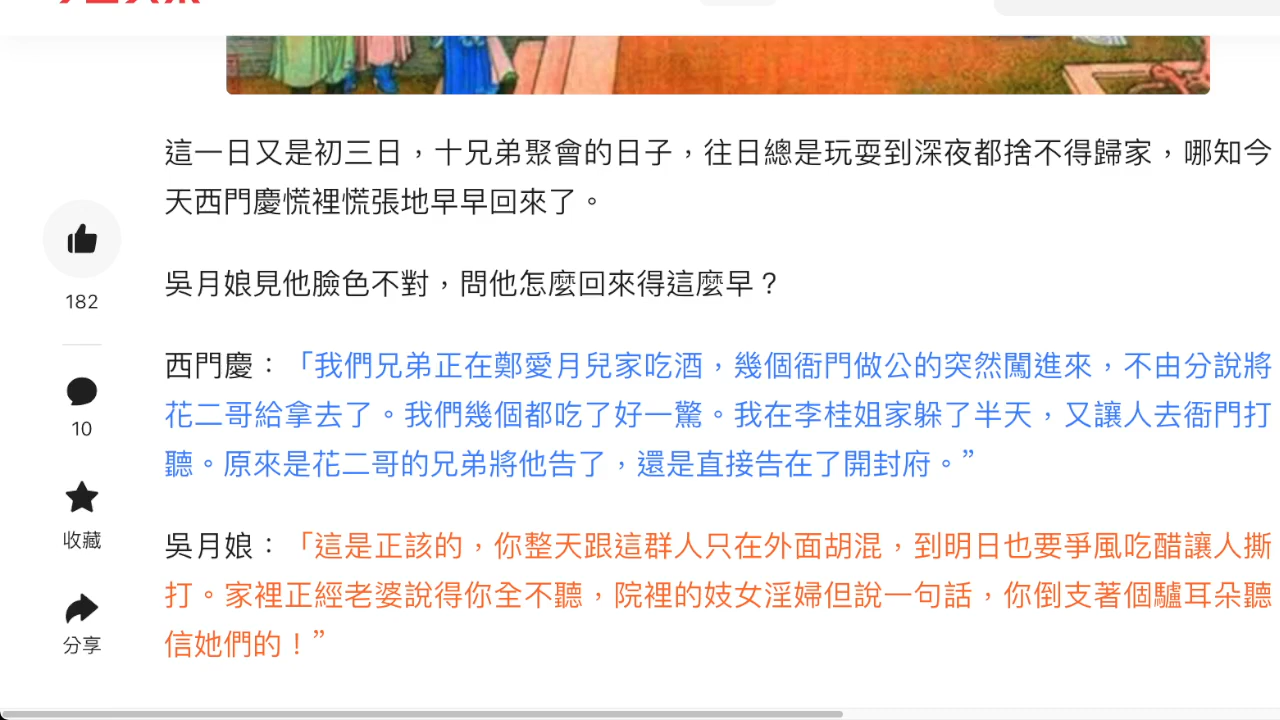 這一日又是初三日，十兄弟聚會的日子，往日總是玩耍到深夜都捨不得歸家，哪知今
天西門慶慌裡慌張地早早回來了。
吳月娘見他臉色不對，問他怎麼回來得這麼早？
西門慶：「我們兄弟正在鄭愛月兒家吃酒，幾個衙門做公的突然闖進來，不由分說將
花二哥給拿去了。我們幾個都吃了好一驚。我在李桂姐家躲了半天，又讓人去衙門打
聽。原來是花二哥的兄弟將他告了，還是直接告在了開封府。”
吳月娘：「這是正該的，你整天跟這群人只在外面胡混，到明日也要爭風吃醋讓人撕
打。家裡正經老婆說得你全不聽，院裡的妓女淫婦但說一句話，你倒支著個驢耳朵聽
信她們的！”
182
10
收藏
分享